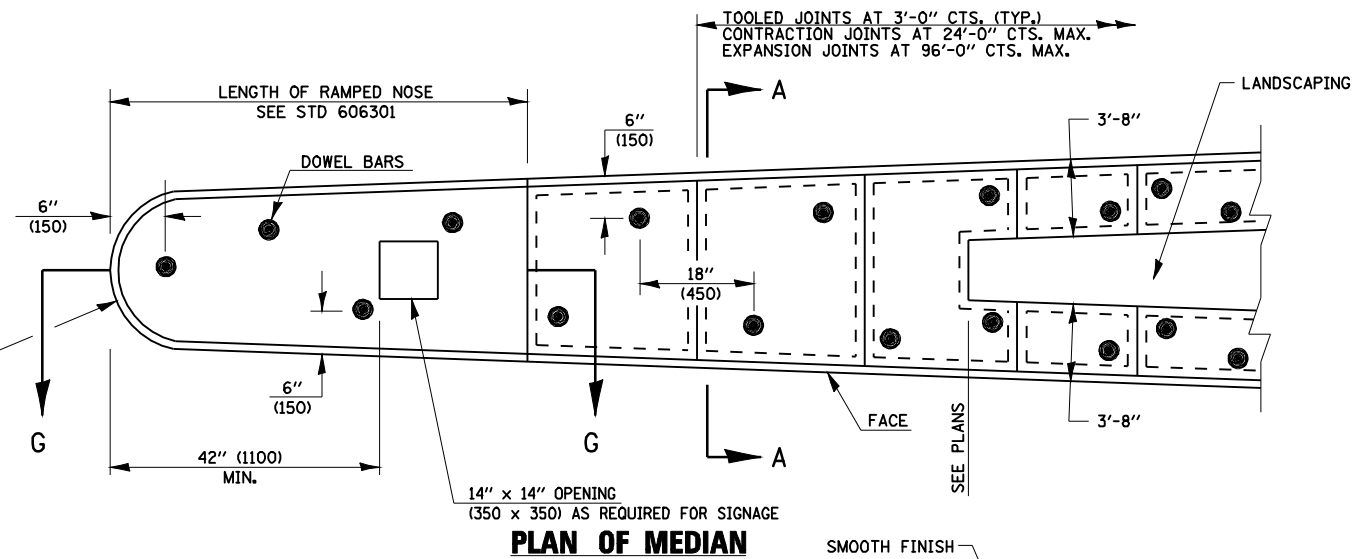 TOOLED JOINTS AT 3'-0" CTS. (TYP.)
CONTRACTION JOINTS AT 24'-0" CTS. MAX.
EXPANSION JOINTS AT 96'-0" CTS. MAX.
LENGTH OF RAMPED NOSE
SEE STD 606301
A
LANDSCAPING
6"
(150)
3'-8"
DOWEL BARS
6"
(150)
18"
(450)
6"
(150)
G
G
42" (1100)
MIN.
FACE
SEE PLANS
3'-8"
A
14" x 14" OPENING
(350 x 350) AS REQUIRED FOR SIGNAGE
PLAN OF MEDIAN
SMOOTH FINISH